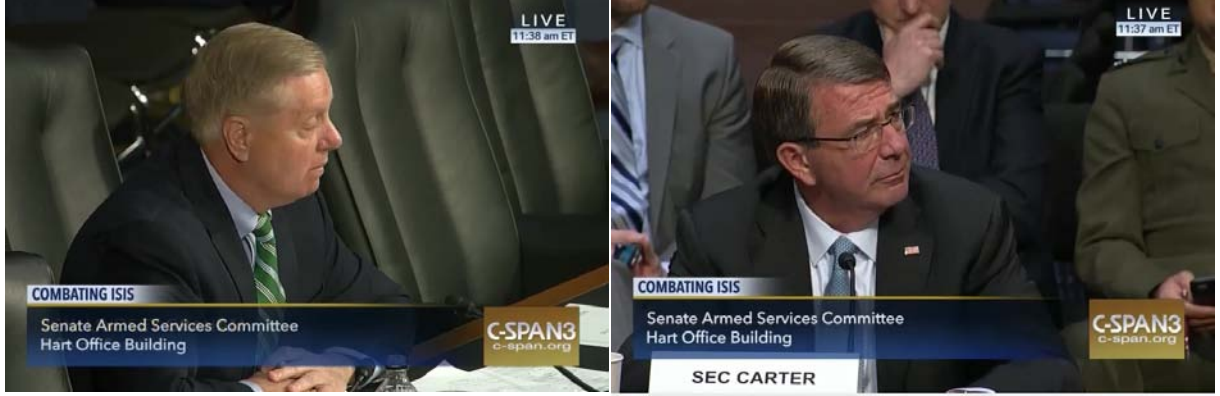 LIVE
11:38 am ET
COMBATING ISIS
Senate Armed Services Committee
Hart Office Building
C-SPAN3
c-span.org
LIVE
11:37 am ET
COMBATING ISIS
Senate Armed Services Committee
Hart Office Building
C-SPAN3
c-span.org
SEC CARTER